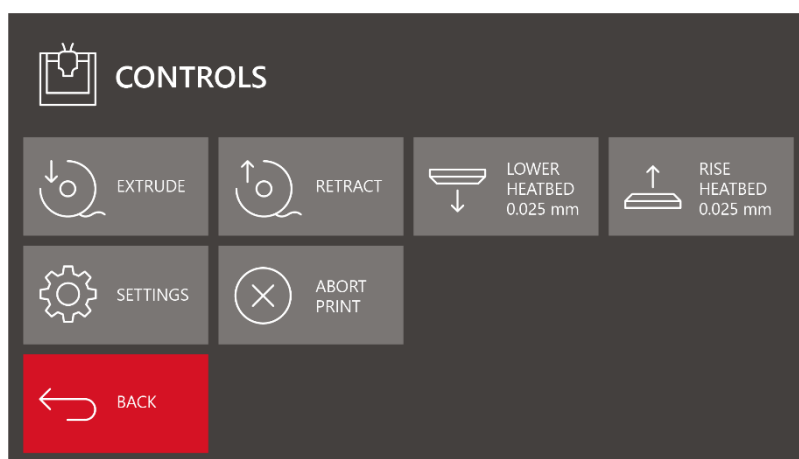 CONTROLS
EXTRUDE
RETRACT
LOWER
HEATBED
0.025 mm
RISE
HEATBED
0.025 mm
SETTINGS
ABORT
PRINT
BACK